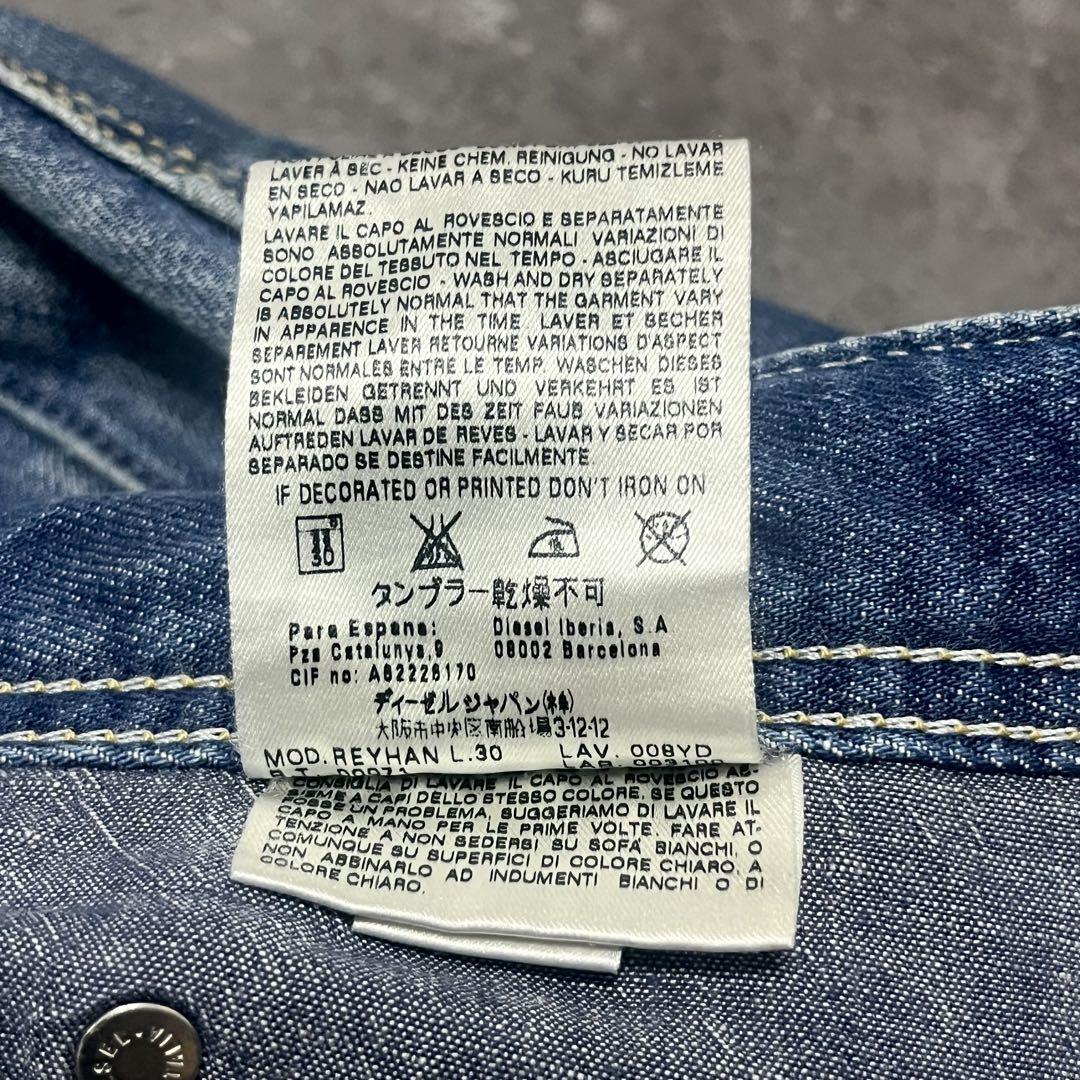 LAVER À SEC - KEINE CHEM. REINIGUNG - NO LAVAR
EN SECO - NAO LAVAR A SECO - KURU TEMIZLEME
YAPILAMAZ.
LAVARE IL CAPO AL ROVESCIO E SEPARATAMENTE
SONO ABSOLUTAMENTE NORMALI VARIAZIONI DI
COLORE DEL TESSUTO NEL TEMPO - ASCIUGARE IL
CAPO AL ROVESCIO - WASH AND DRY SEPARATELY
IS ABSOLUTELY NORMAL THAT THE GARMENT VARY
IN APPARENCE IN THE TIME. LAVER ET SECHER
SEPAREMENT LAVER RETOURNE VARIATIONS D'ASPECT
SONT NORMALES ENTRE LE TEMP. WASCHEN DIESES
BEKLEIDEN GETRENNT UND VERKEHRT ES IST
NORMAL DASS MIT DES ZEIT FAUB VARIAZIONEN
AUFTREDEN LAVAR DE REVES - LAVAR Y SECAR POR
SEPARADO SE DESTINE FACILMENTE.
IF DECORATED OR PRINTED DON'T IRON ON
30
タンブラー乾燥不可
Para Espana: Diesel Iberia, S.A
Pza Catalunya,9 08002 Barcelona
CIF no: A62226170
ディーゼルジャパン(株)
大阪市中央区南船場3-12-12
MOD. REYHAN L.30 LAV. 008YD
CONSIGLIA DI LAVARE IL CAPO AL ROVESCIO AS-
SIEME A CAPI DELLO STESSO COLORE. SE QUESTO
FOSSE UN PROBLEMA, SUGGERIAMO DI LAVARE IL
CAPO A MANO PER LE PRIME VOLTE. FARE AT-
TENZIONE A NON SEDERSI SU SOFA' BIANCHI, O
COMUNQUE SU SUPERFICI DI COLORE CHIARO, A
NON ABBINARLO AD INDUMENTI BIANCHI O DI
COLORE CHIARO.